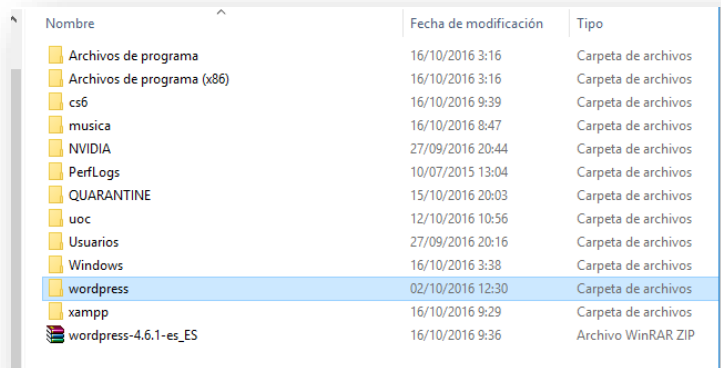 Nombre Fecha de modificación Tipo
Archivos de programa 16/10/2016 3:16 Carpeta de archivos
Archivos de programa (x86) 16/10/2016 3:16 Carpeta de archivos
cs6 16/10/2016 9:39 Carpeta de archivos
musica 16/10/2016 8:47 Carpeta de archivos
NVIDIA 27/09/2016 20:44 Carpeta de archivos
PerfLogs 10/07/2015 13:04 Carpeta de archivos
QUARANTINE 15/10/2016 20:03 Carpeta de archivos
uoc 12/10/2016 10:56 Carpeta de archivos
Usuarios 27/09/2016 20:16 Carpeta de archivos
Windows 16/10/2016 3:38 Carpeta de archivos
wordpress 02/10/2016 12:30 Carpeta de archivos
xampp 16/10/2016 9:29 Carpeta de archivos
wordpress-4.6.1-es_ES 16/10/2016 9:36 Archivo WinRAR ZIP